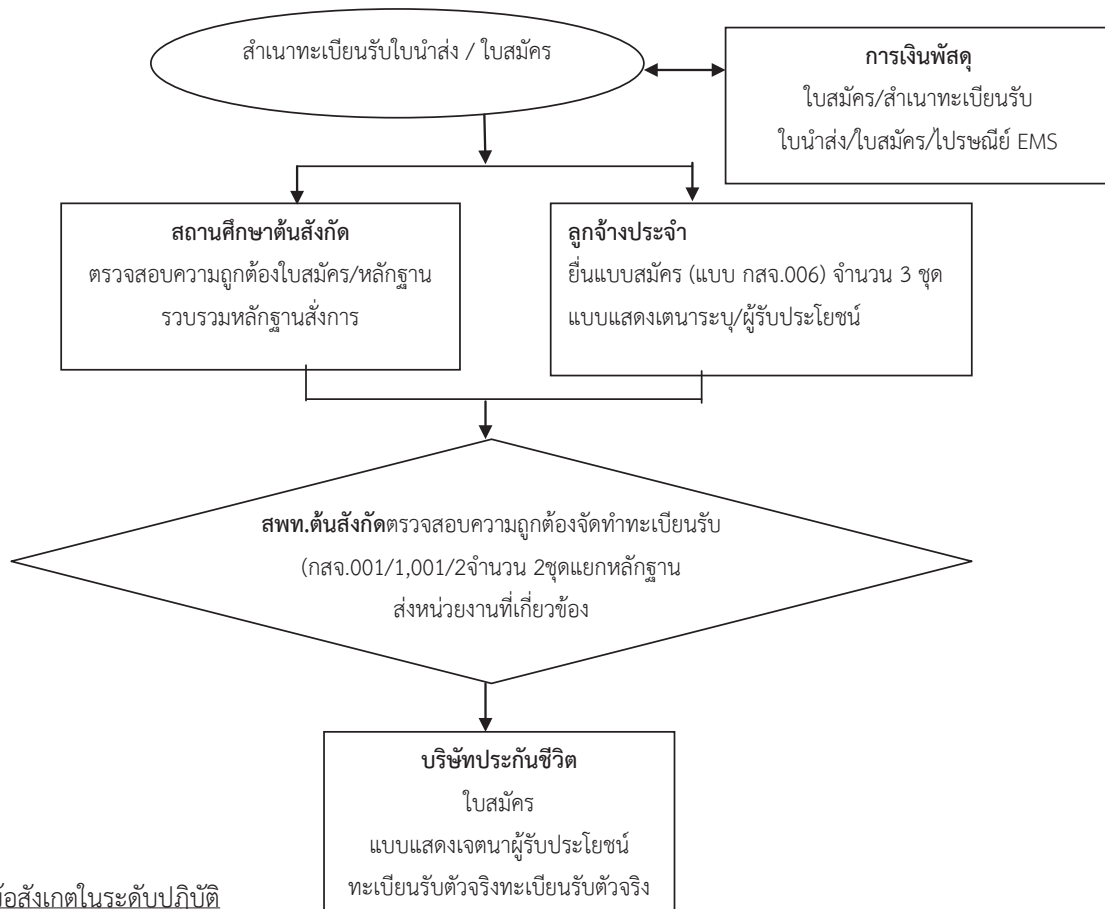 สำเนาทะเบียนรับใบนำส่ง / ใบสมัคร
การเงินพัสดุ
ใบสมัคร/สำเนาทะเบียนรับ
ใบนำส่ง/ใบสมัคร/ไปรษณีย์ EMS
สถานศึกษาต้นสังกัด
ตรวจสอบความถูกต้องใบสมัคร/หลักฐาน
รวบรวมหลักฐานสั่งการ
ลูกจ้างประจำ
ยื่นแบบสมัคร (แบบ กสจ.006) จำนวน 3 ชุด
แบบแสดงเตนาระบุ/ผู้รับประโยชน์
สพท.ต้นสังกัดตรวจสอบความถูกต้องจัดทำทะเบียนรับ
(กสจ.001/1,001/2จำนวน 2ชุดแยกหลักฐาน
ส่งหน่วยงานที่เกี่ยวข้อง
บริษัทประกันชีวิต
ใบสมัคร
แบบแสดงเจตนาผู้รับประโยชน์
ทะเบียนรับตัวจริงทะเบียนรับตัวจริง
ข้อสังเกตในระดับปฏิบัติ